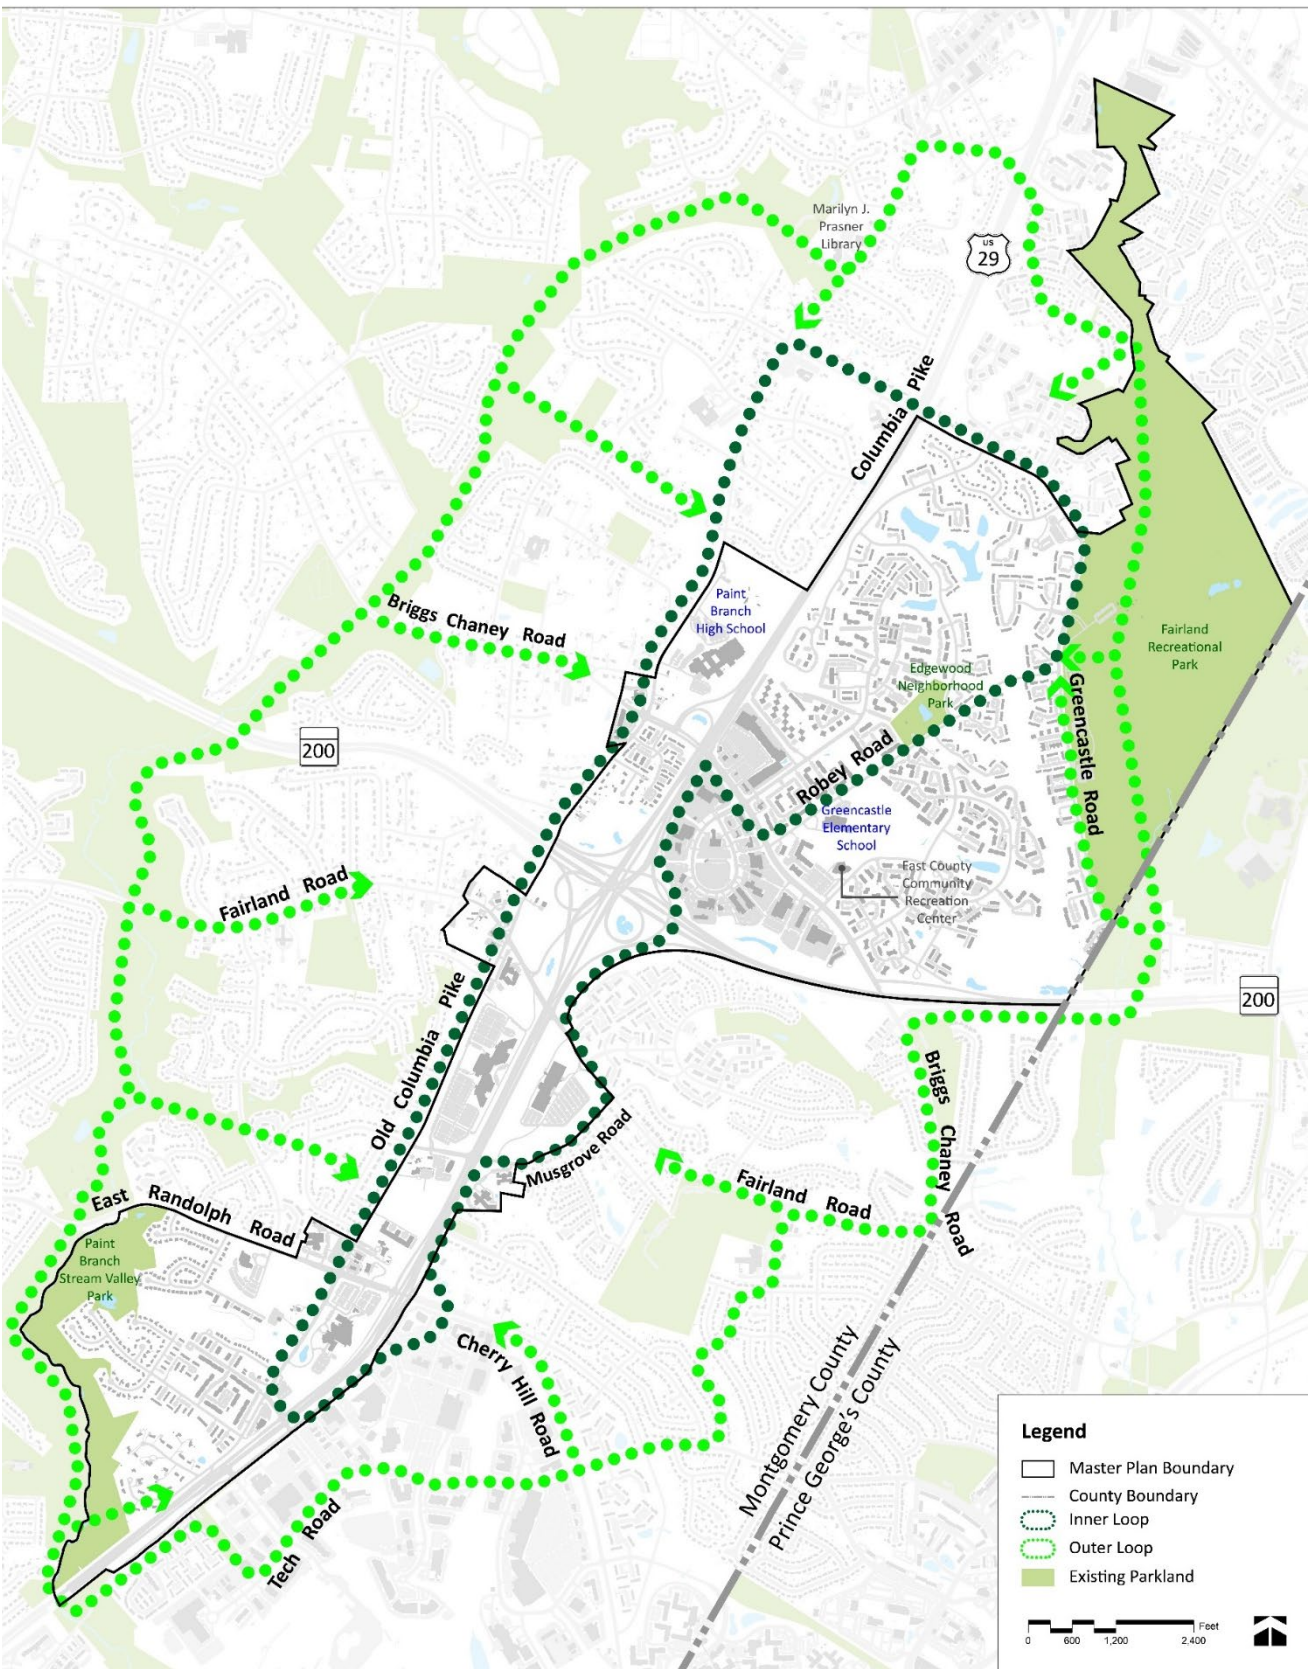 Marilyn J.
Prasner
Library
US
29
Columbia Pike
Paint
Branch
High School
Briggs Chaney Road
Fairland
Recreational
Park
Edgewood
Neighborhood
Park
Greencastle Road
200
Robey Road
Greencastle
Elementary
School
East County
Community
Recreation
Center
Fairland Road
200
Old Columbia Pike
Briggs Chaney Road
Musgrove Road
Fairland Road
East Randolph Road
Paint
Branch
Stream Valley
Park
Cherry Hill Road
Montgomery County
Prince George's County
Tech Road
Legend
Master Plan Boundary
County Boundary
Inner Loop
Outer Loop
Existing Parkland
Feet
0 600 1,200 2,400